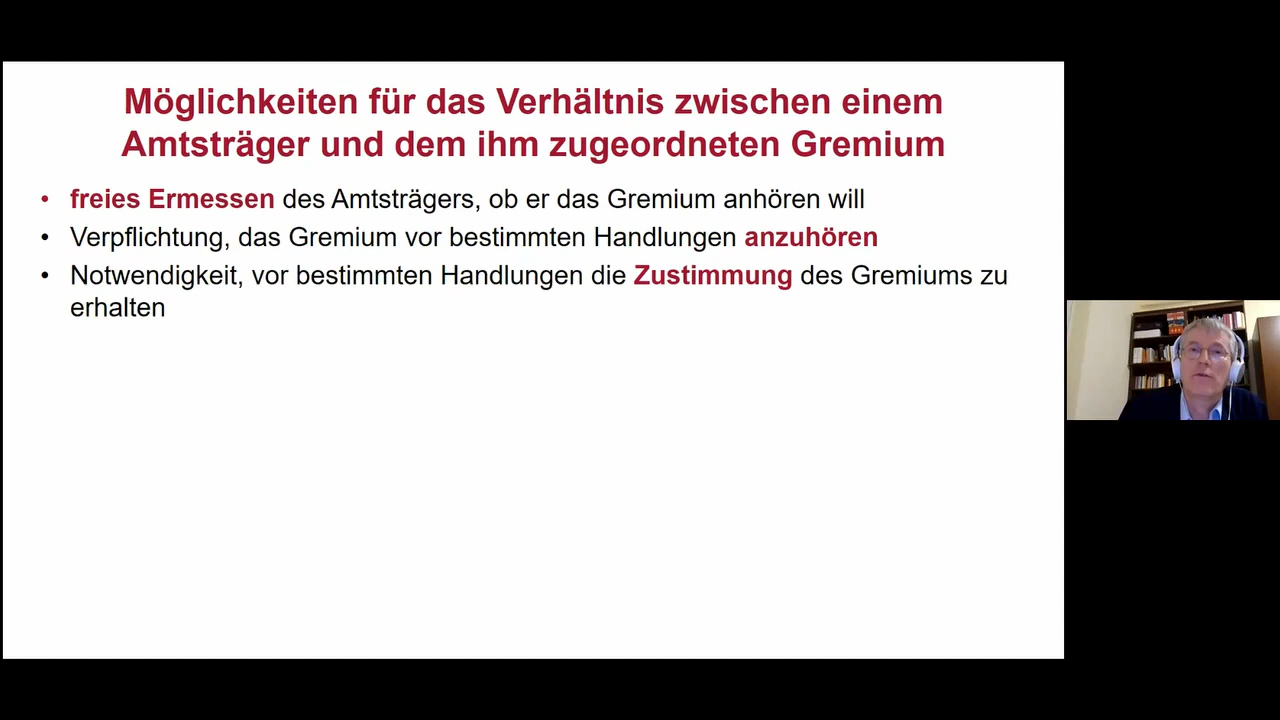 Möglichkeiten für das Verhältnis zwischen einem
Amtsträger und dem ihm zugeordneten Gremium
• freies Ermessen des Amtsträgers, ob er das Gremium anhören will
• Verpflichtung, das Gremium vor bestimmten Handlungen anzuhören
• Notwendigkeit, vor bestimmten Handlungen die Zustimmung des Gremiums zu
erhalten